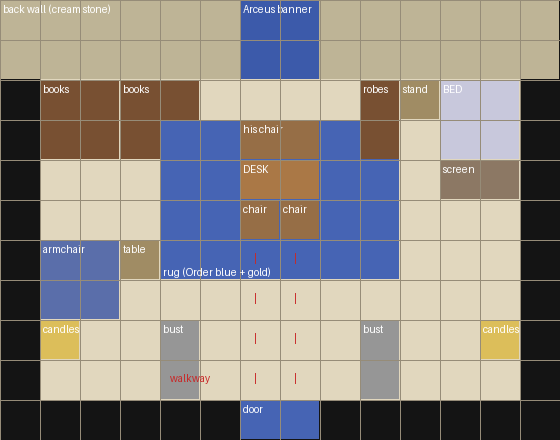 back wall (cream stone)
Arceus banner
books
books
robes
stand
BED
his chair
DESK
screen
chair
chair
armchair
table
rug (Order blue + gold)
candles
bust
bust
candles
walkway
door